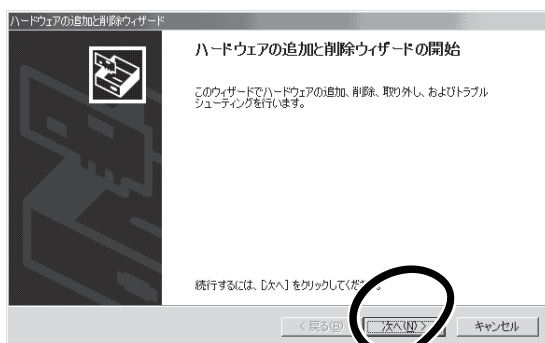 ハードウェアの追加と削除ウィザード
ハードウェアの追加と削除ウィザードの開始
このウィザードでハードウェアの追加、削除、取り外し、およびトラブル
シューティングを行います。
続行するには、[次へ] をクリックしてくだ
< 戻る(B) 次へ(N) > キャンセル